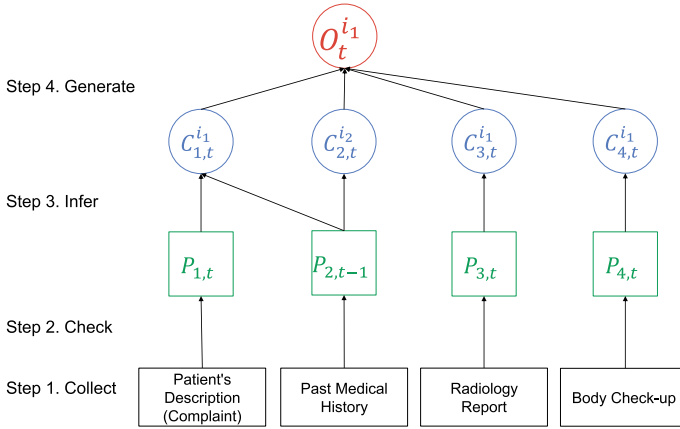 O_t^{i_1}
Step 4. Generate
C_{1,t}^{i_1} C_{2,t}^{i_2} C_{3,t}^{i_1} C_{4,t}^{i_1}
Step 3. Infer
P_{1,t} P_{2,t-1} P_{3,t} P_{4,t}
Step 2. Check
Step 1. Collect
Patient's
Description
(Complaint)
Past Medical
History
Radiology
Report
Body Check-up